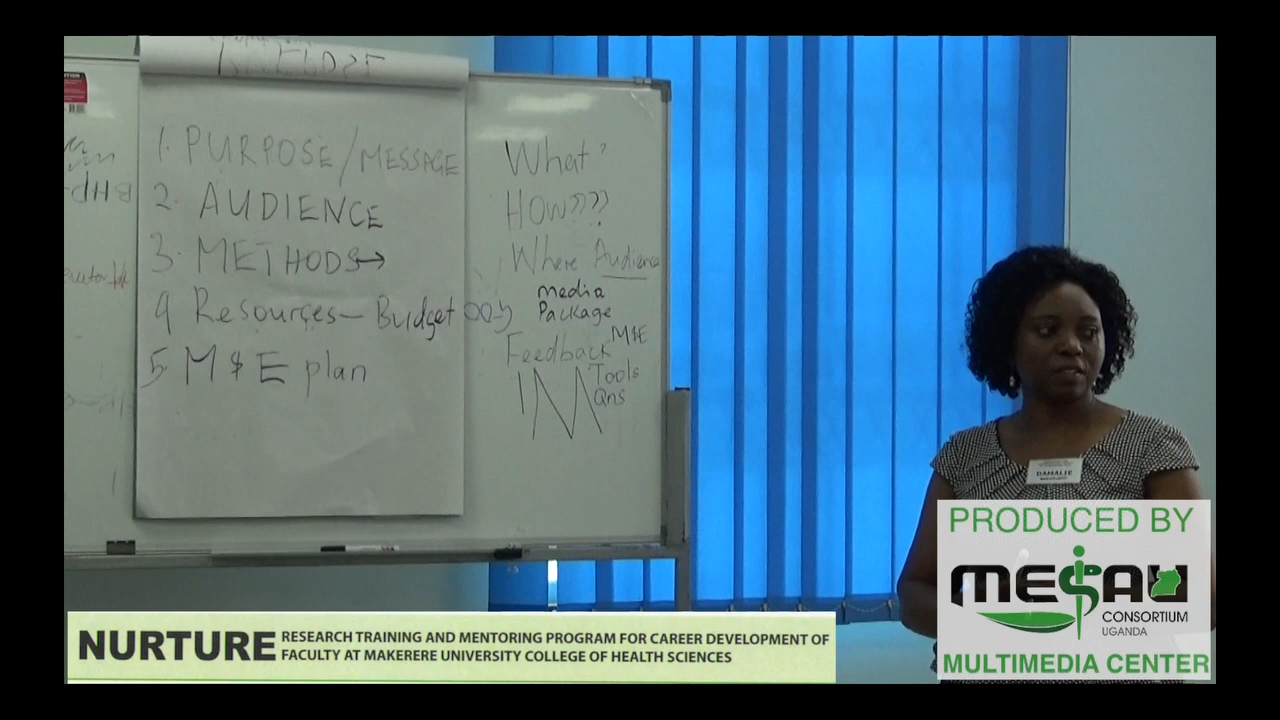 1. PURPOSE/MESSAGE
2. AUDIENCE
3. METHODS→
4 Resources— Budget
5. M&E plan
What?
HOW???
Where Audience
media
Package
Feedback M&E
Tools
Qns
DAMALIE
PRODUCED BY
MESAU
CONSORTIUM
UGANDA
MULTIMEDIA CENTER
NURTURE RESEARCH TRAINING AND MENTORING PROGRAM FOR CAREER DEVELOPMENT OF
FACULTY AT MAKERERE UNIVERSITY COLLEGE OF HEALTH SCIENCES